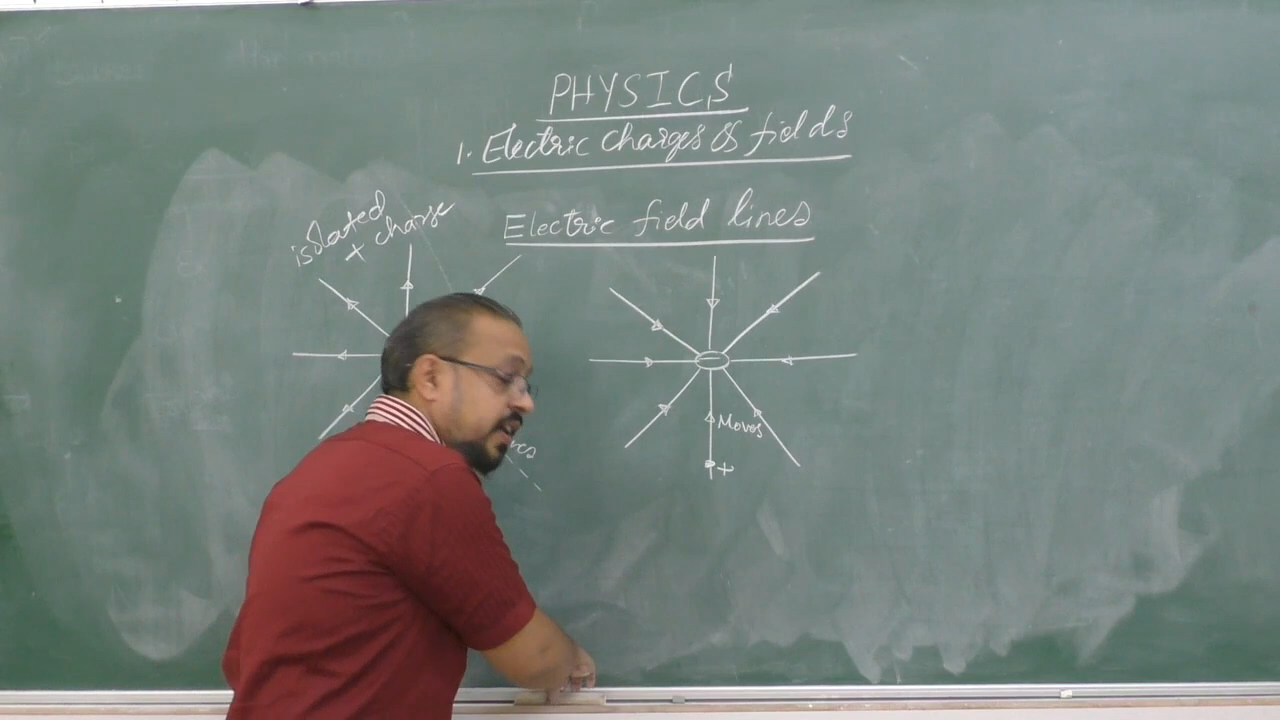 PHYSICS
1. Electric charges & fields
Electric field lines
isolated
+ charge
−
Moves
+